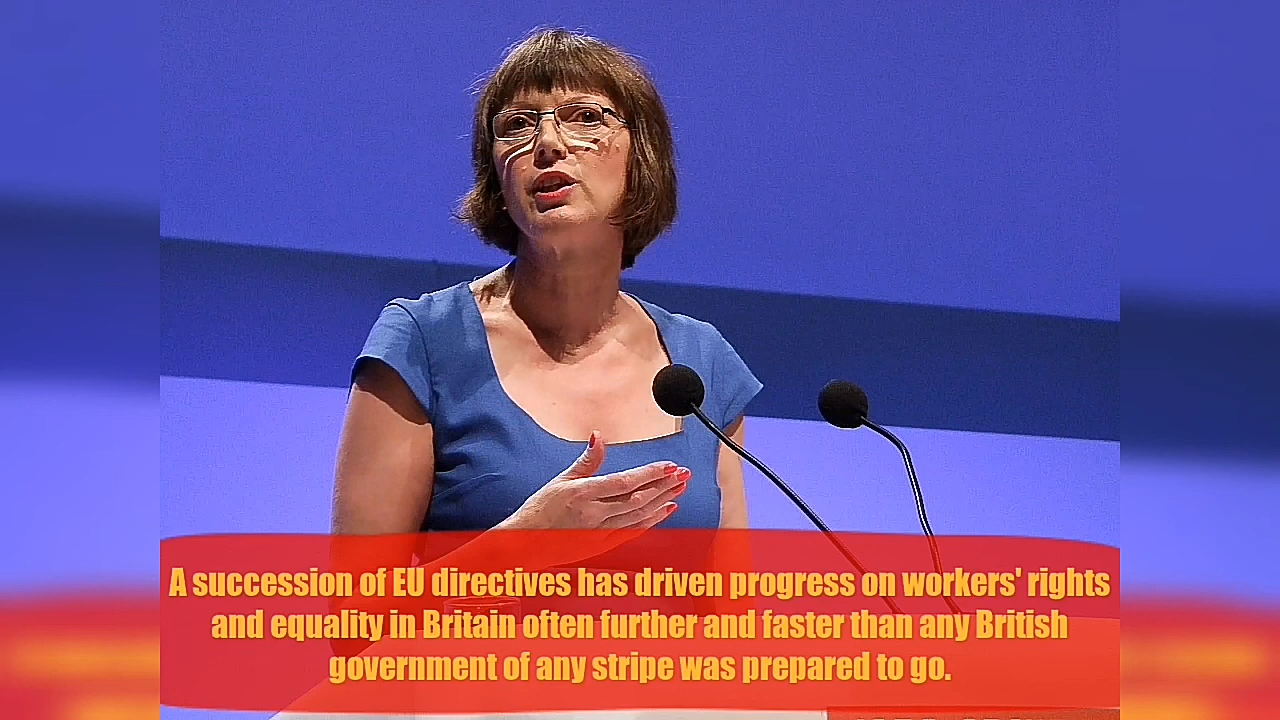 A succession of EU directives has driven progress on workers' rights
and equality in Britain often further and faster than any British
government of any stripe was prepared to go.